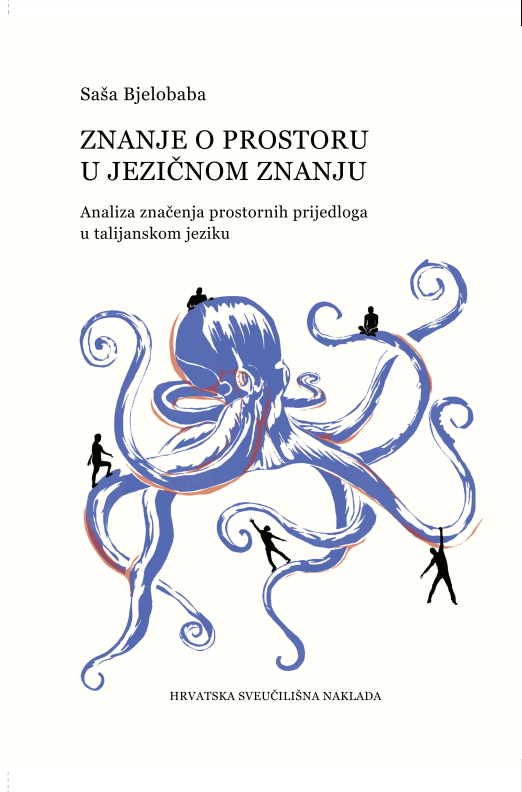 Saša Bjelobaba
ZNANJE O PROSTORU
U JEZIČNOM ZNANJU
Analiza značenja prostornih prijedloga
u talijanskom jeziku
HRVATSKA SVEUČILIŠNA NAKLADA